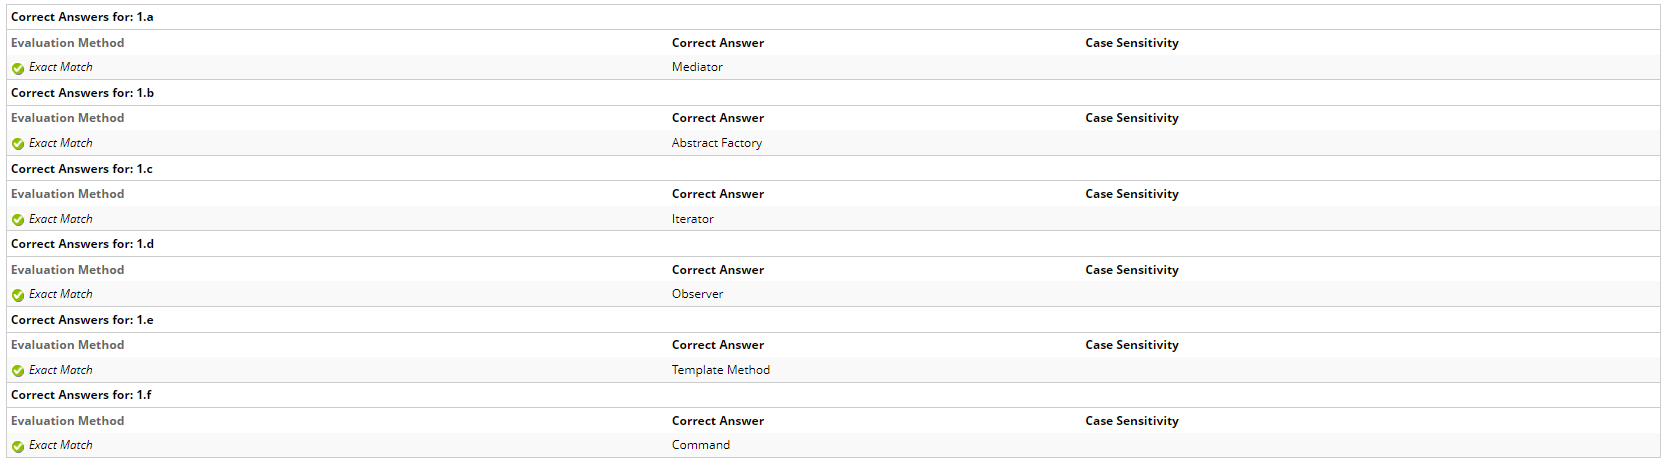 Correct Answers for: 1.a
Evaluation Method Correct Answer Case Sensitivity
Exact Match Mediator
Correct Answers for: 1.b
Evaluation Method Correct Answer Case Sensitivity
Exact Match Abstract Factory
Correct Answers for: 1.c
Evaluation Method Correct Answer Case Sensitivity
Exact Match Iterator
Correct Answers for: 1.d
Evaluation Method Correct Answer Case Sensitivity
Exact Match Observer
Correct Answers for: 1.e
Evaluation Method Correct Answer Case Sensitivity
Exact Match Template Method
Correct Answers for: 1.f
Evaluation Method Correct Answer Case Sensitivity
Exact Match Command